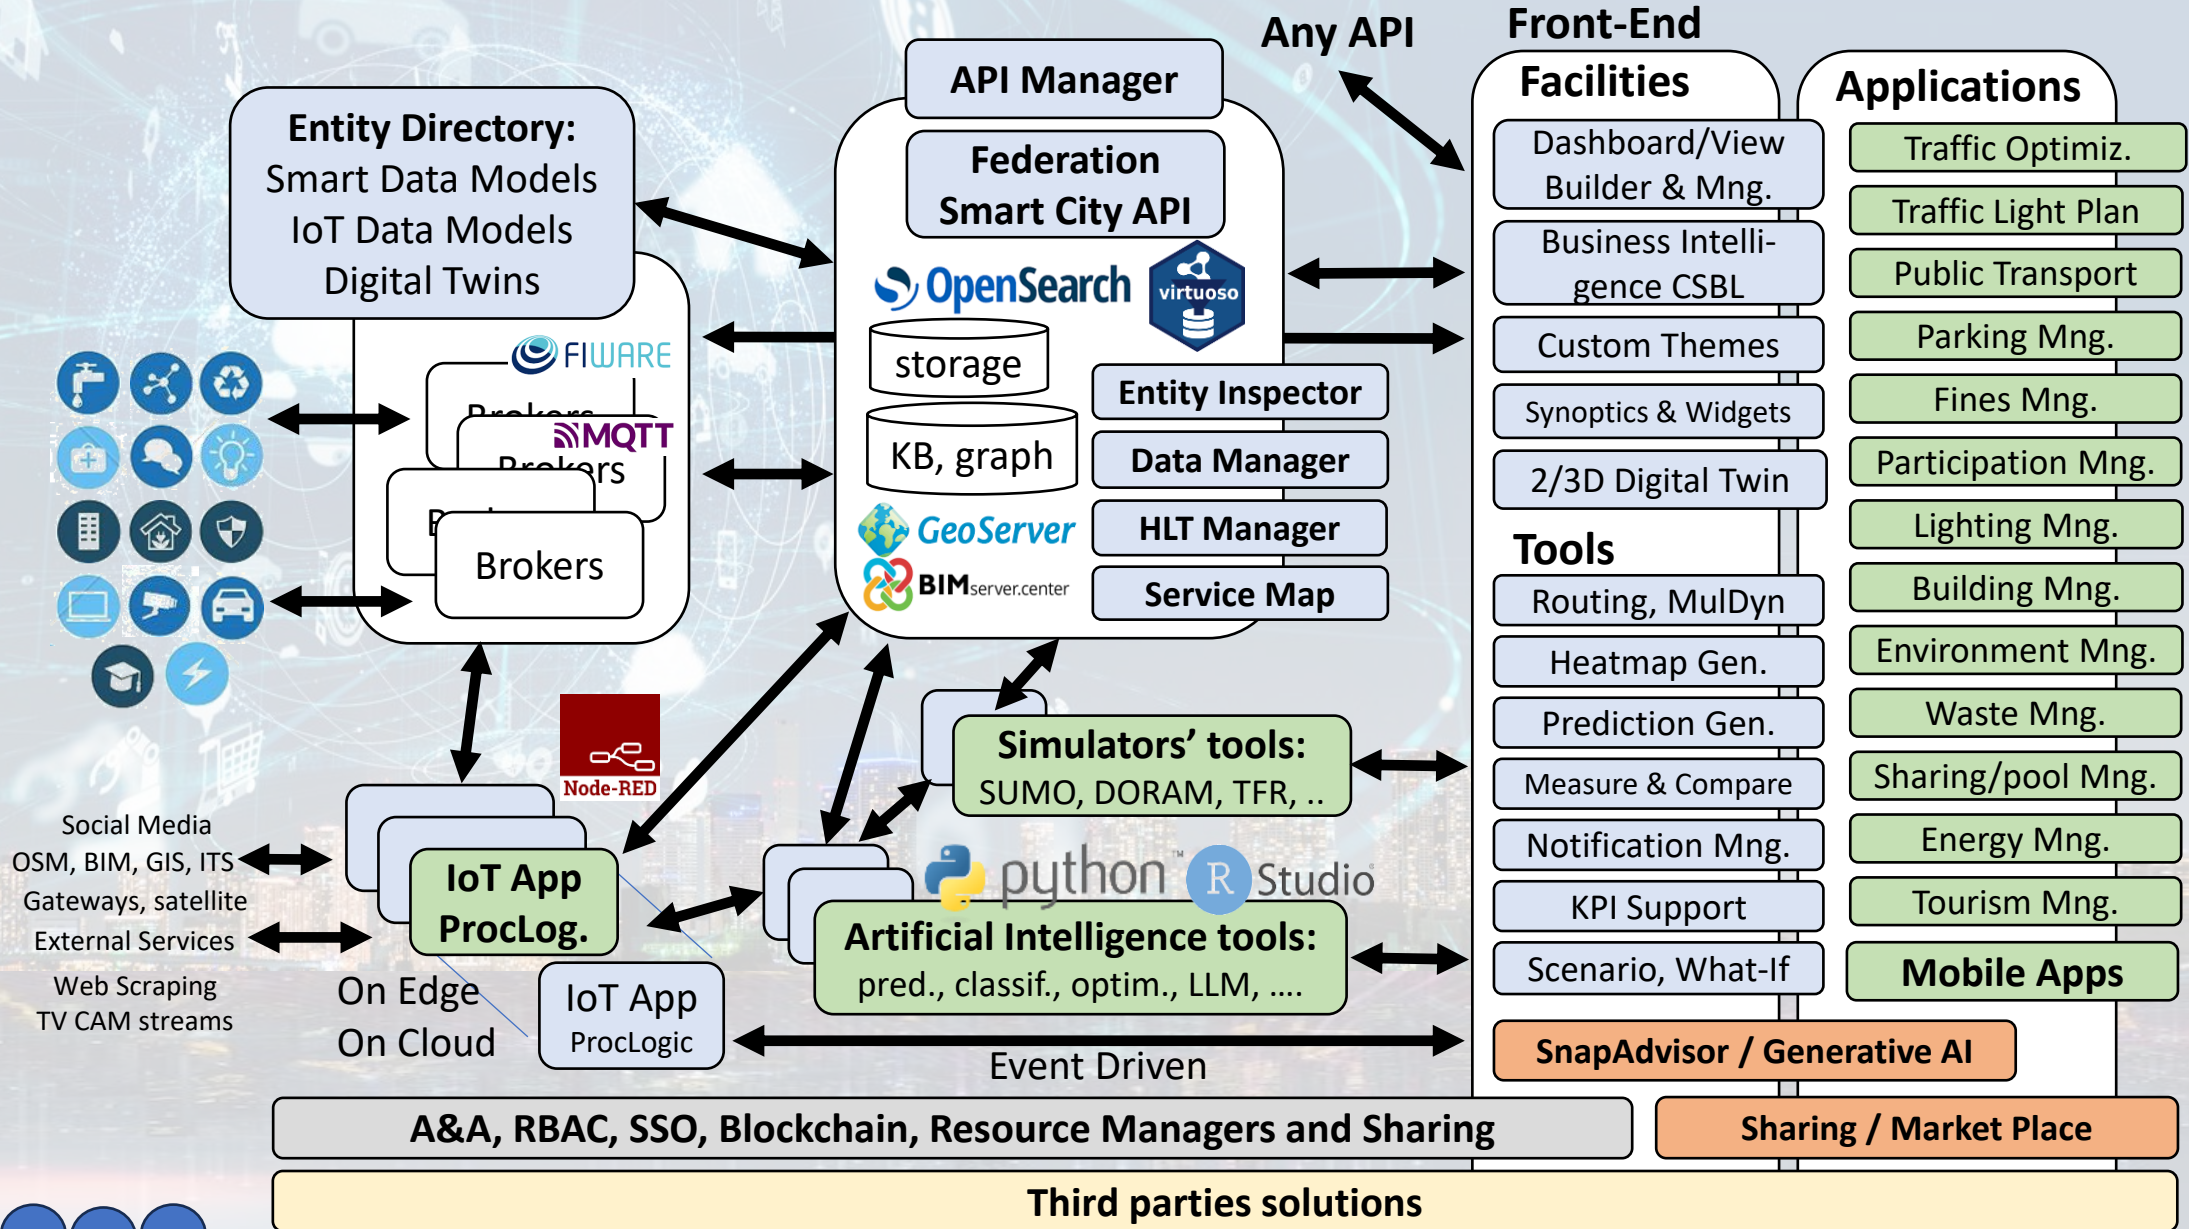 Any API
Front-End
API Manager
Federation
Smart City API
Entity Directory:
Smart Data Models
IoT Data Models
Digital Twins
FIWARE
Brokers
MQTT
Brokers
Brokers
OpenSearch
virtuoso
storage
KB, graph
GeoServer
BIMserver.center
Entity Inspector
Data Manager
HLT Manager
Service Map
Node-RED
Social Media
OSM, BIM, GIS, ITS
Gateways, satellite
External Services
Web Scraping
TV CAM streams
IoT App
ProcLog.
On Edge
On Cloud
IoT App
ProcLogic
Simulators’ tools:
SUMO, DORAM, TFR, ..
python™
R Studio
Artificial Intelligence tools:
pred., classif., optim., LLM, ....
Event Driven
Facilities
Dashboard/View
Builder & Mng.
Business Intelli-
gence CSBL
Custom Themes
Synoptics & Widgets
2/3D Digital Twin
Tools
Routing, MulDyn
Heatmap Gen.
Prediction Gen.
Measure & Compare
Notification Mng.
KPI Support
Scenario, What-If
Applications
Traffic Optimiz.
Traffic Light Plan
Public Transport
Parking Mng.
Fines Mng.
Participation Mng.
Lighting Mng.
Building Mng.
Environment Mng.
Waste Mng.
Sharing/pool Mng.
Energy Mng.
Tourism Mng.
Mobile Apps
SnapAdvisor / Generative AI
A&A, RBAC, SSO, Blockchain, Resource Managers and Sharing
Sharing / Market Place
Third parties solutions